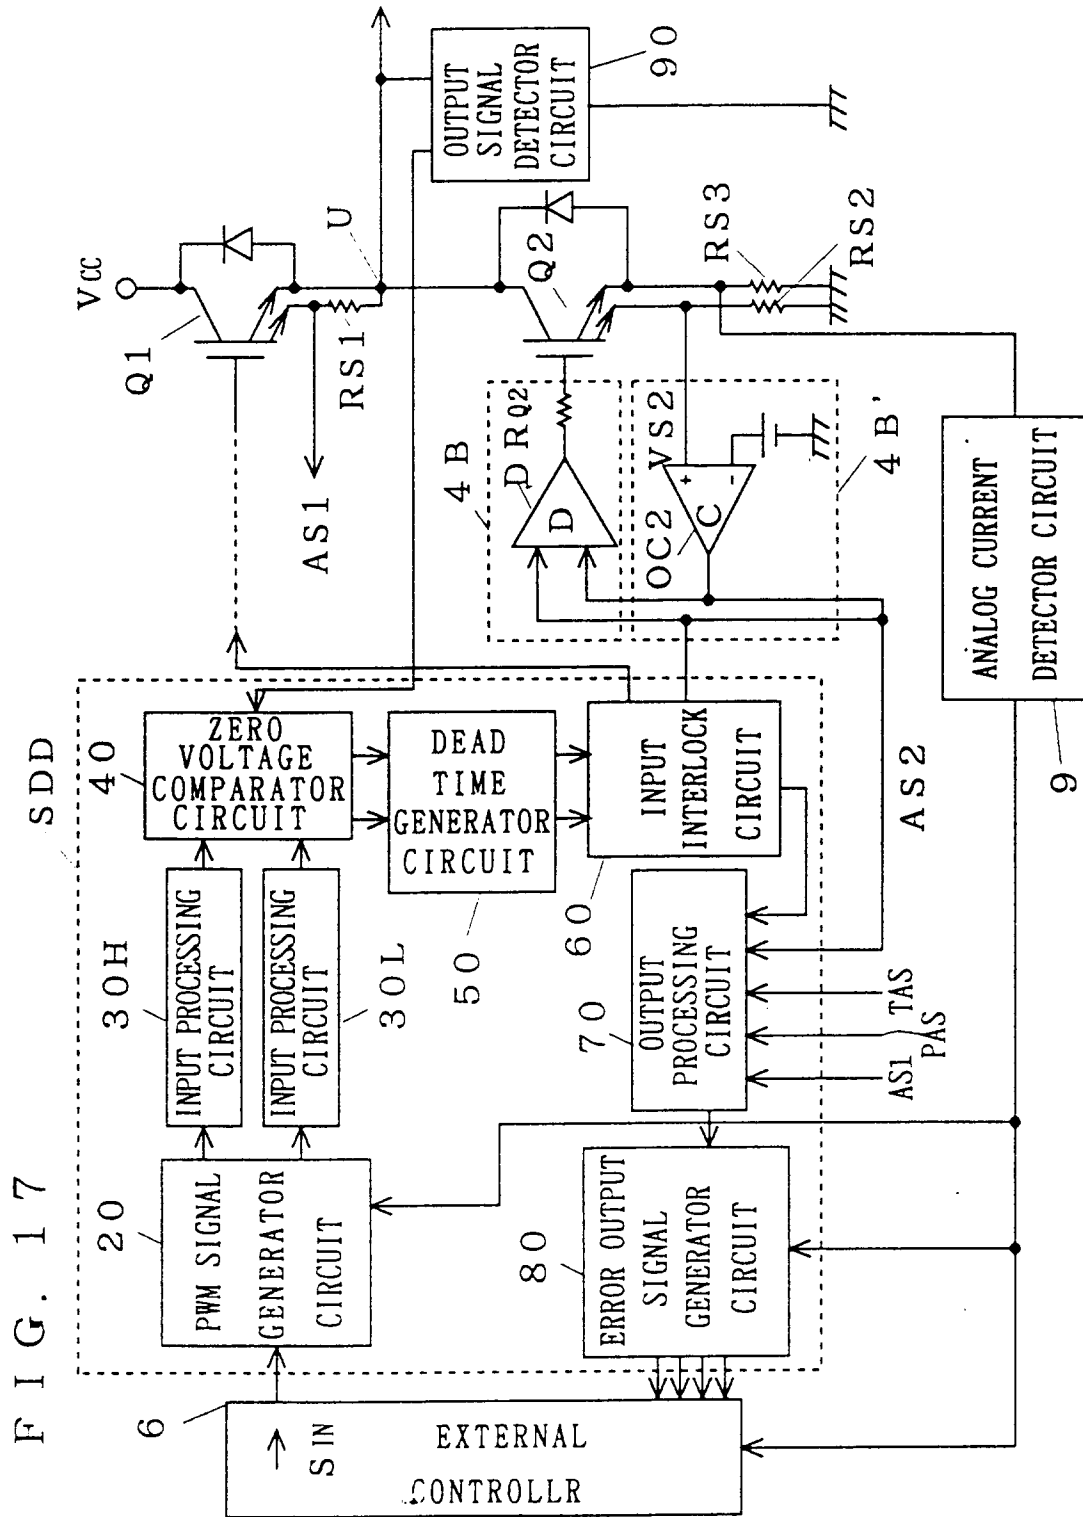 FIG. 17
SDD
6
SIN
EXTERNAL
CONTROLLR
20
PWM SIGNAL
GENERATOR
CIRCUIT
30H
INPUT PROCESSING
CIRCUIT
30L
INPUT PROCESSING
CIRCUIT
40
ZERO
VOLTAGE
COMPARATOR
CIRCUIT
50
DEAD
TIME
GENERATOR
CIRCUIT
60
INPUT
INTERLOCK
CIRCUIT
70
OUTPUT
PROCESSING
CIRCUIT
AS1
PAS
TAS
AS2
80
ERROR OUTPUT
SIGNAL
GENERATOR
CIRCUIT
VCC
Q1
RS1
AS1
U
OUTPUT
SIGNAL
DETECTOR
CIRCUIT
90
4B
DRQ2
D
Q2
VS2
OC2
+
-
C
4B'
RS3
RS2
ANALOG CURRENT
DETECTOR CIRCUIT
9